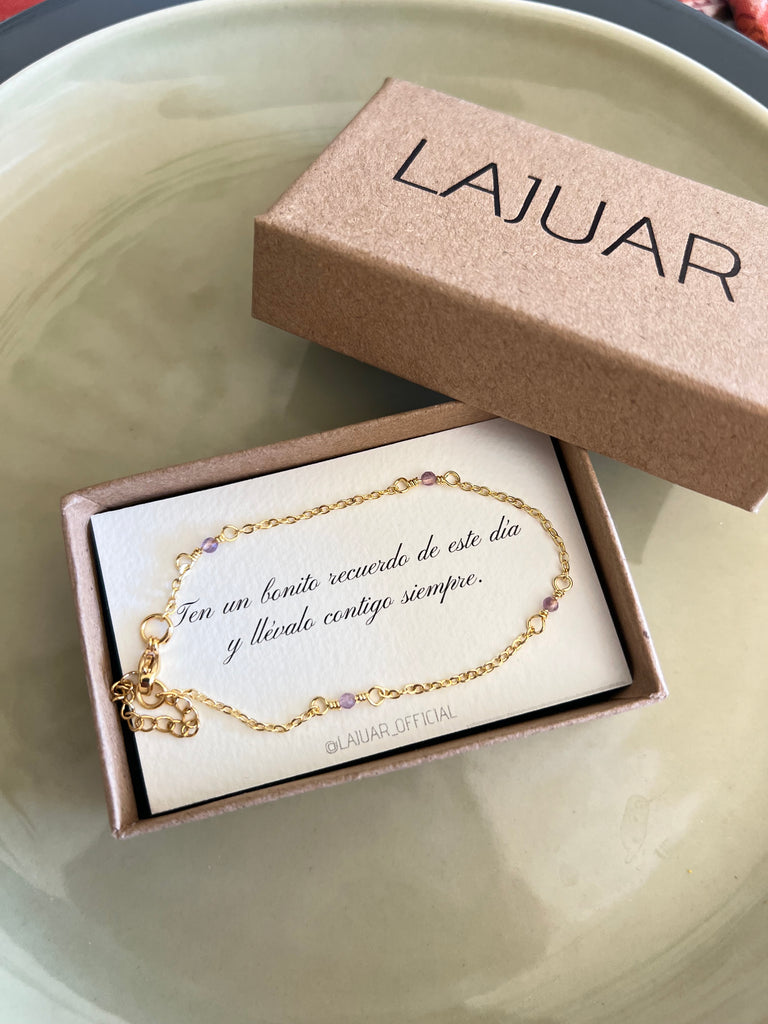 LAJUAR
Ten un bonito recuerdo de este día
y llévalo contigo siempre.
@LAJUAR_OFFICIAL